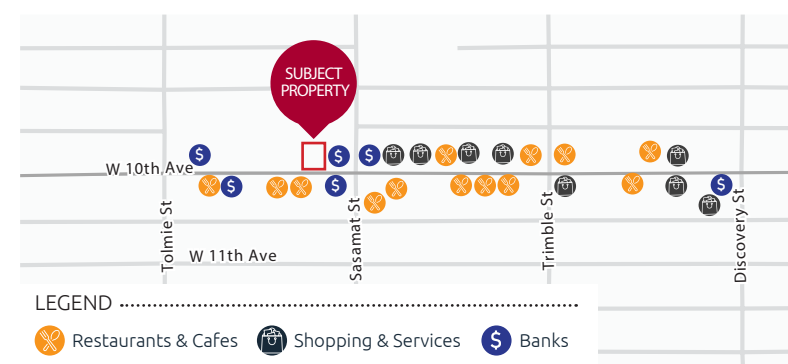 SUBJECT
PROPERTY
W 10th Ave
Tolmie St
Sasamat St
Trimble St
Discovery St
W 11th Ave
LEGEND
Restaurants & Cafes
Shopping & Services
$ Banks